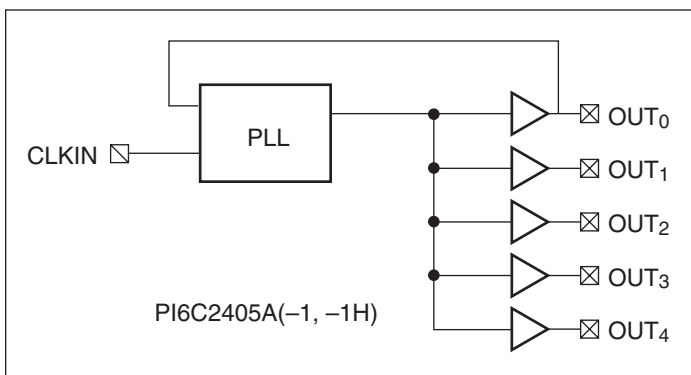 PLL
OUT0
CLKIN
OUT1
OUT2
OUT3
PI6C2405A(–1, –1H)
OUT4